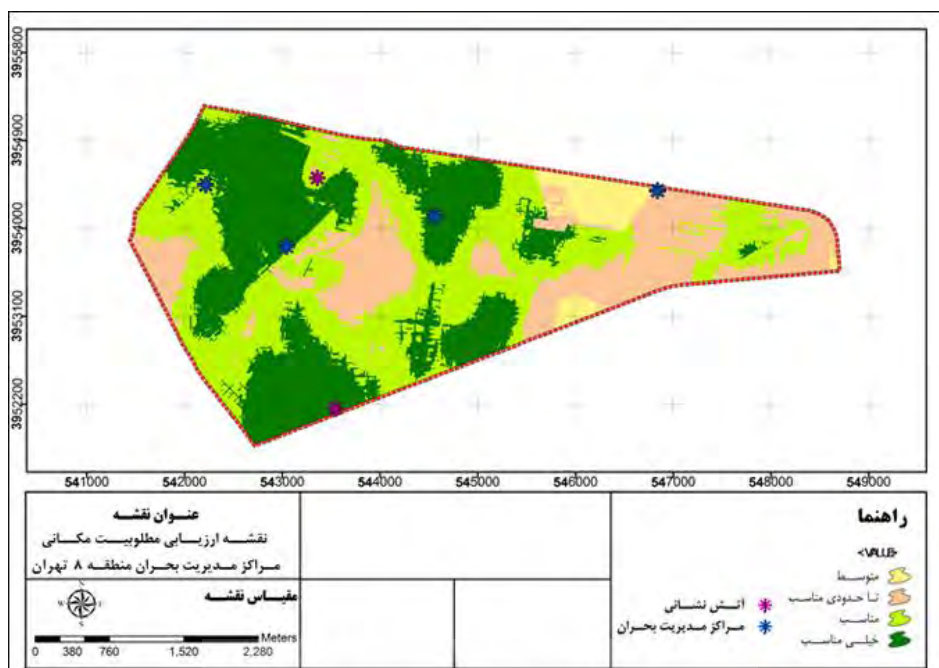 3955800
3954900
3954000
3953100
3952200
541000 542000 543000 544000 545000 546000 547000 548000 549000
عنوان نقشه
نقشه ارزیابی مطلوبیت مکانی
مراکز مدیریت بحران منطقه ۸ تهران
مقیاس نقشه
N
W E
S
Meters
0 380 760 1,520 2,280
راهنما
<VALUE>
متوسط
تا حدودی مناسب
مناسب
خیلی مناسب
آتش نشانی
مراکز مدیریت بحران